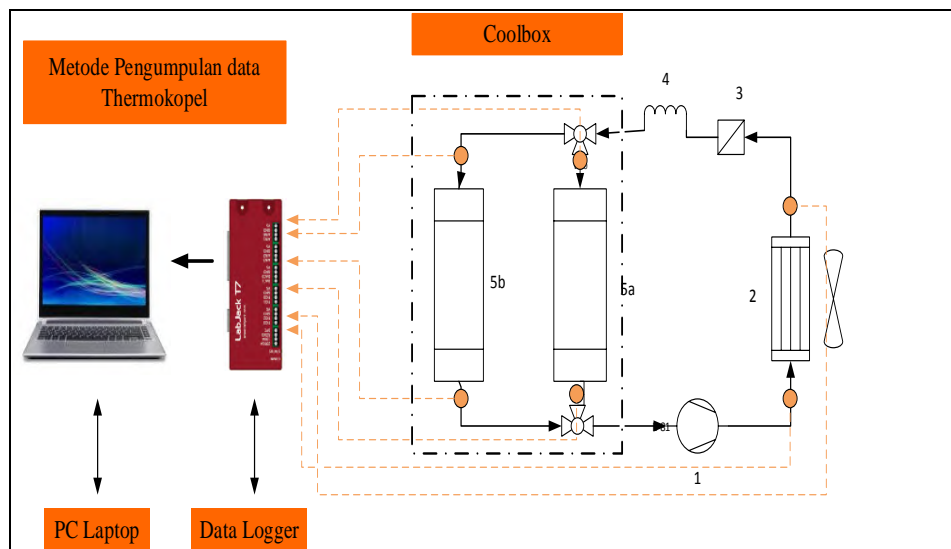 Coolbox
Metode Pengumpulan data
Thermokopel
4
3
5b
5a
2
LabJack T7
1
PC Laptop
Data Logger